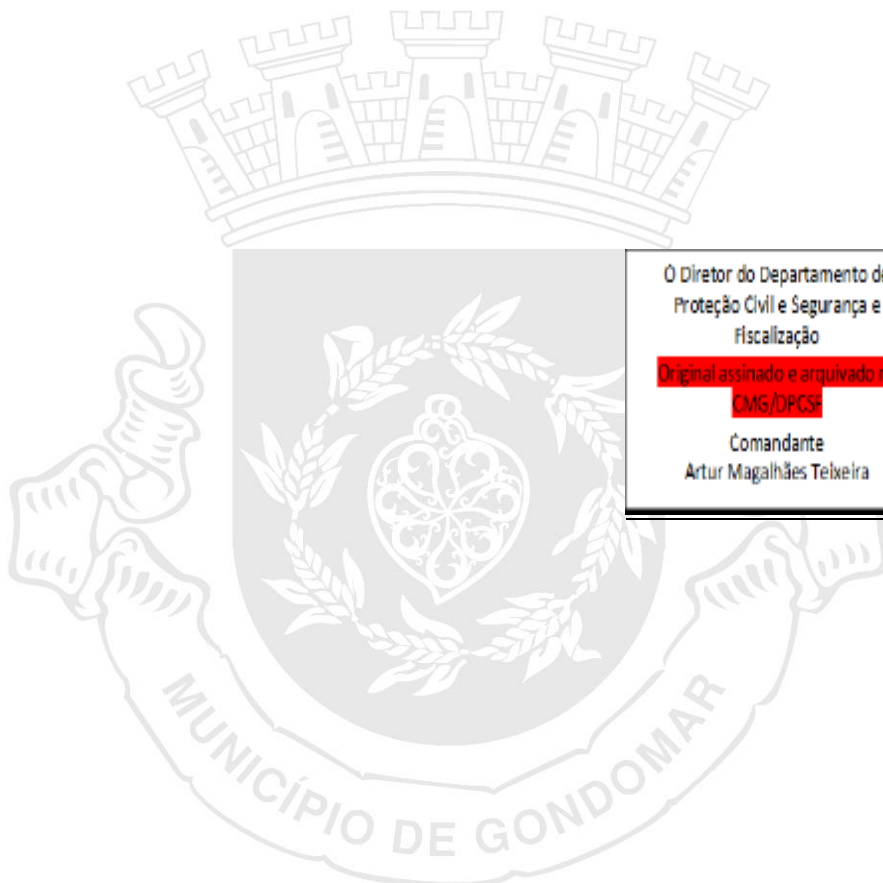 O Diretor do Departamento de
Proteção Civil e Segurança e
Fiscalização
Original assinado e arquivado
CMG/DPCSF
Comandante
Artur Magalhães Teixeira
MUNICÍPIO DE GONDOMAR